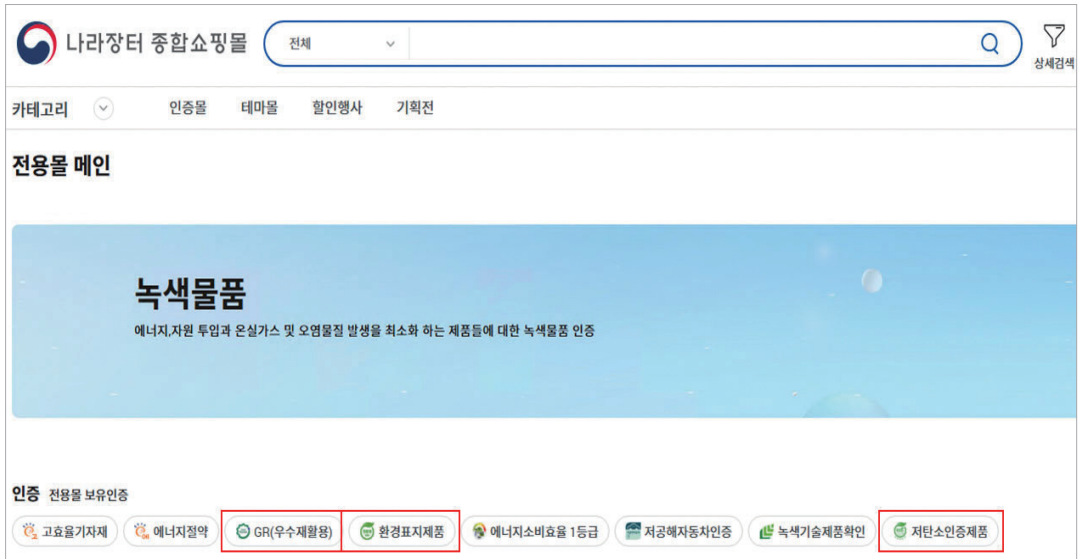 나라장터 종합쇼핑몰
전체
상세검색
카테고리 인증몰 테마몰 할인행사 기획전
전용몰 메인
녹색물품
에너지,자원 투입과 온실가스 및 오염물질 발생을 최소화 하는 제품들에 대한 녹색물품 인증
인증 전용몰 보유인증
고효율기자재 에너지절약 GR(우수재활용) 환경표지제품 에너지소비효율 1등급 저공해자동차인증 녹색기술제품확인 저탄소인증제품